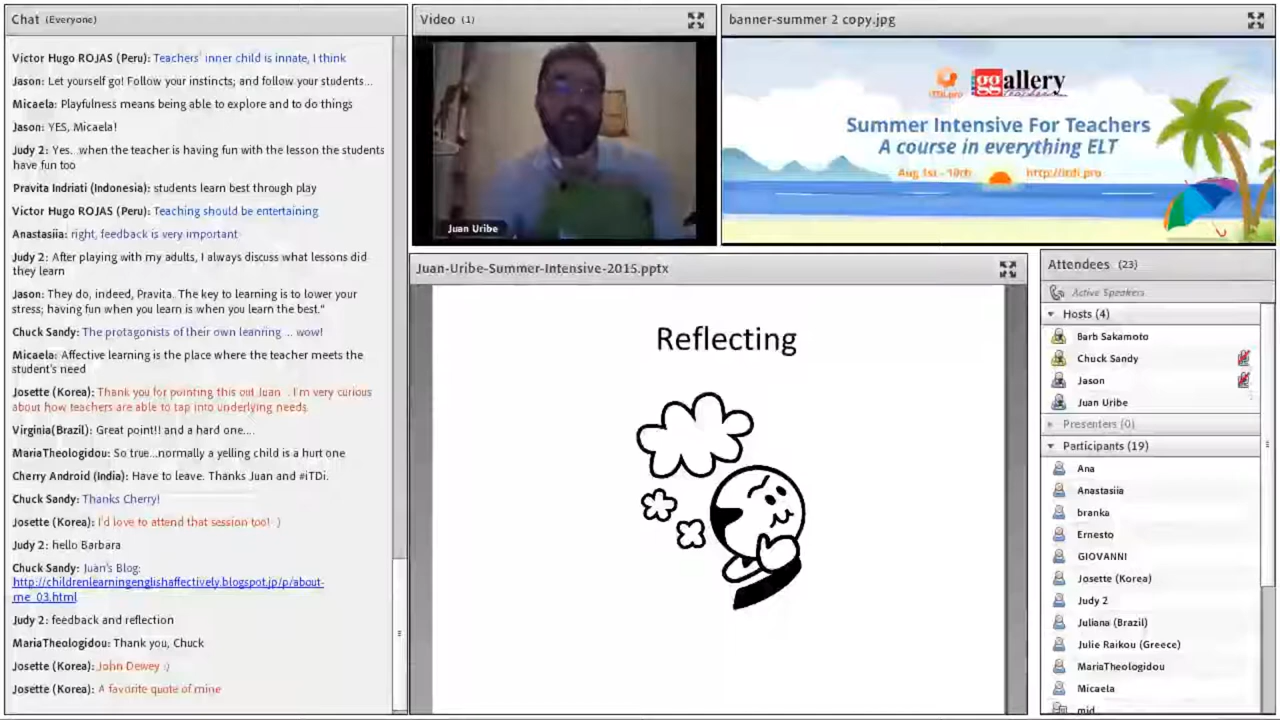 Chat (Everyone)
Victor Hugo ROJAS (Peru): Teachers' inner child is innate, I think
Jason: Let yourself go! Follow your instincts; and follow your students...
Micaela: Playfulness means being able to explore and to do things
Jason: YES, Micaela!
Judy 2: Yes...when the teacher is having fun with the lesson the students
have fun too
Pravita Indriati (Indonesia): students learn best through play
Victor Hugo ROJAS (Peru): Teaching should be entertaining
Anastasiia: right, feedback is very important
Judy 2: After playing with my adults, I always discuss what lessons did
they learn
Jason: They do, indeed, Pravita. The key to learning is to lower your
stress; having fun when you learn is when you learn the best."
Chuck Sandy: The protagonists of their own learning ... wow!
Micaela: Affective learning is the place where the teacher meets the
student's need
Josette (Korea): Thank you for pointing this out Juan . I'm very curious
about how teachers are able to tap into underlying needs.
Virginia(Brazil): Great point!! and a hard one....
MariaTheologidou: So true...normally a yelling child is a hurt one
Cherry Android (India): Have to leave. Thanks Juan and #iTDi.
Chuck Sandy: Thanks Cherry!
Josette (Korea): I'd love to attend that session too! :)
Judy 2: hello Barbara
Chuck Sandy: Juan's Blog:
http://childrenlearningenglishaffectively.blogspot.jp/p/about-
me_03.html
Judy 2: feedback and reflection
MariaTheologidou: Thank you, Chuck
Josette (Korea): John Dewey :)
Josette (Korea): A favorite quote of mine
Video (1)
Juan Uribe
banner-summer 2 copy.jpg
iTDi.pro
ggallery
teachers
Summer Intensive For Teachers
A course in everything ELT
Aug 1st - 10th http://itdi.pro
Juan-Uribe-Summer-Intensive-2015.pptx
Reflecting
Attendees (23)
Active Speakers
Hosts (4)
Barb Sakamoto
Chuck Sandy
Jason
Juan Uribe
Presenters (0)
Participants (19)
Ana
Anastasiia
branka
Ernesto
GIOVANNI
Josette (Korea)
Judy 2
Juliana (Brazil)
Julie Raikou (Greece)
MariaTheologidou
Micaela
mid